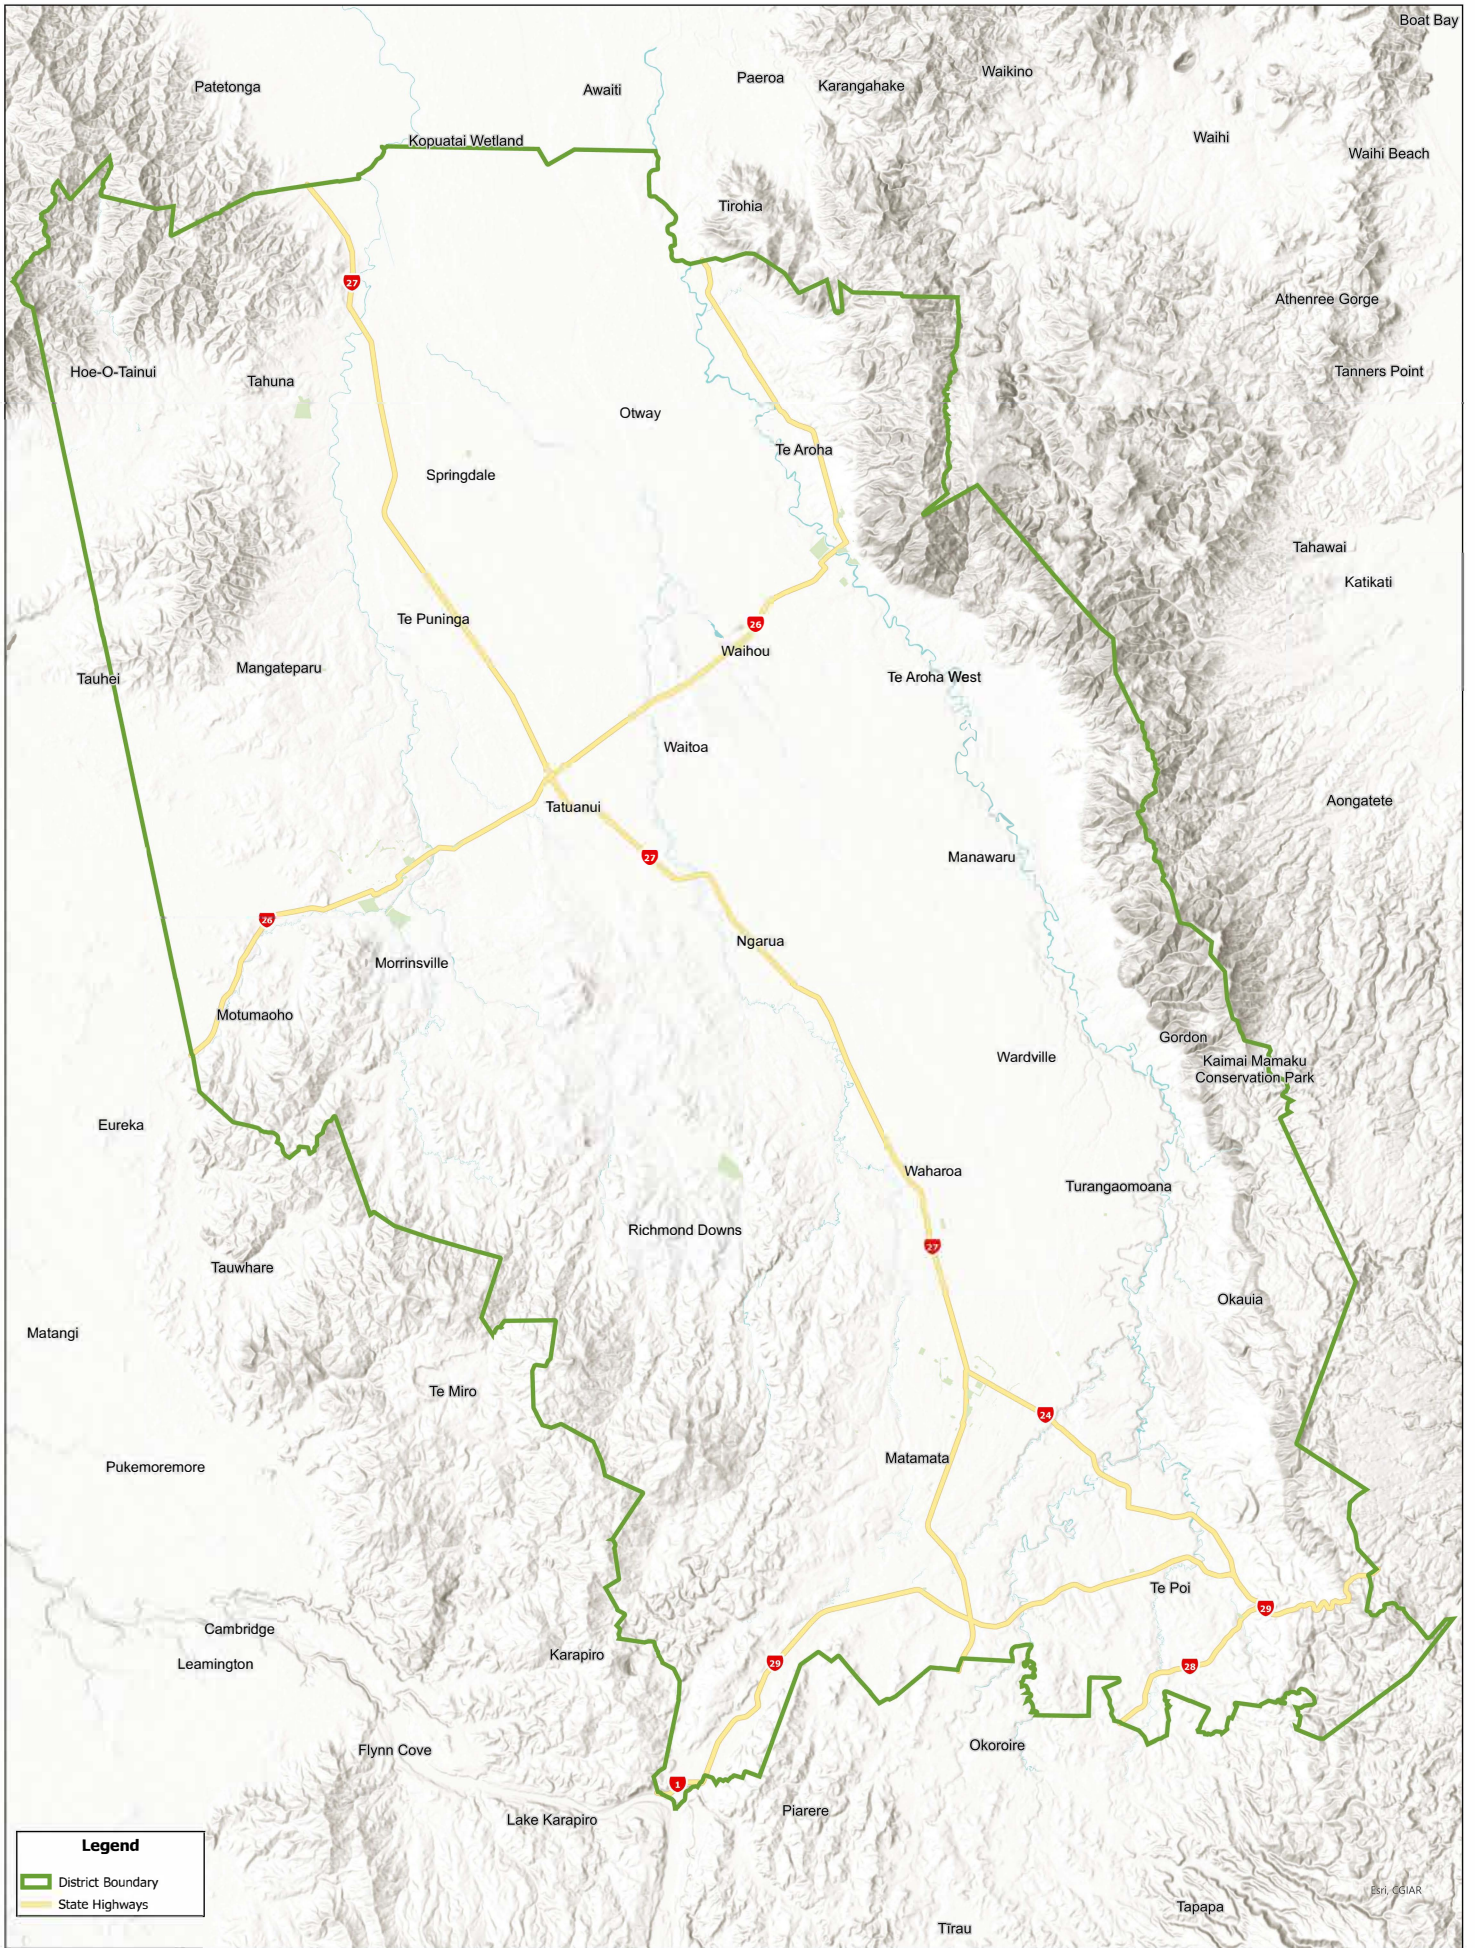 Boat Bay
Patetonga
Awaiti
Paeroa
Karangahake
Waikino
Kopuatai Wetland
Waihi
Waihi Beach
Tirohia
27
Athenree Gorge
Hoe-O-Tainui
Tahuna
Tanners Point
Otway
Te Aroha
Springdale
Tahawai
Katikati
Te Puninga
26
Waihou
Tauhei
Mangateparu
Te Aroha West
Waitoa
Tatuanui
Aongatete
27
Manawaru
26
Ngarua
Morrinsville
Motumaoho
Gordon
Wardville
Kaimai Mamaku
Conservation Park
Eureka
Waharoa
Turangaomoana
Richmond Downs
27
Tauwhare
Okauia
Matangi
Te Miro
24
Matamata
Pukemoremore
Te Poi
29
Cambridge
Karapiro
29
28
Leamington
Flynn Cove
Okoroire
1
Lake Karapiro
Piarere
Legend
District Boundary
State Highways
Esri, CGIAR
Tapapa
Tīrau